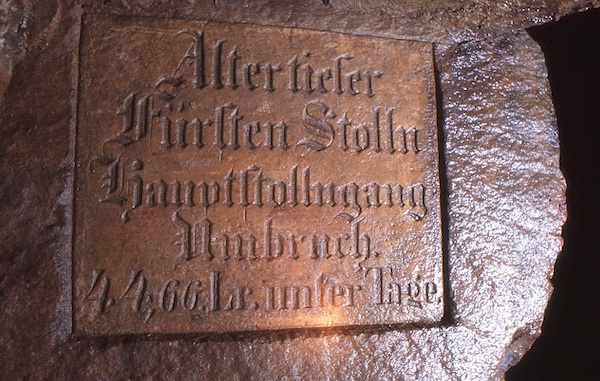 Alter tiefer
Fürsten Stolln
Hauptstollngang
Umbruch.
44,66, Lr. unter Tage.